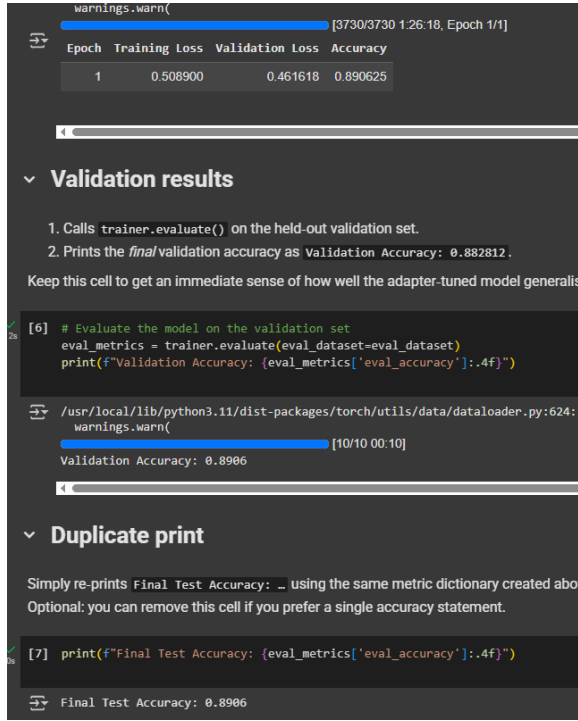 warnings.warn(
[3730/3730 1:26:18, Epoch 1/1]
Epoch Training Loss Validation Loss Accuracy
1 0.508900 0.461618 0.890625
Validation results
1. Calls trainer.evaluate() on the held-out validation set.
2. Prints the final validation accuracy as Validation Accuracy: 0.882812.
Keep this cell to get an immediate sense of how well the adapter-tuned model generalis
[6] # Evaluate the model on the validation set
2s
eval_metrics = trainer.evaluate(eval_dataset=eval_dataset)
print(f"Validation Accuracy: {eval_metrics['eval_accuracy']:.4f}")
/usr/local/lib/python3.11/dist-packages/torch/utils/data/dataloader.py:624:
warnings.warn(
[10/10 00:10]
Validation Accuracy: 0.8906
Duplicate print
Simply re-prints Final Test Accuracy: … using the same metric dictionary created abo
Optional: you can remove this cell if you prefer a single accuracy statement.
[7] print(f"Final Test Accuracy: {eval_metrics['eval_accuracy']:.4f}")
0s
Final Test Accuracy: 0.8906